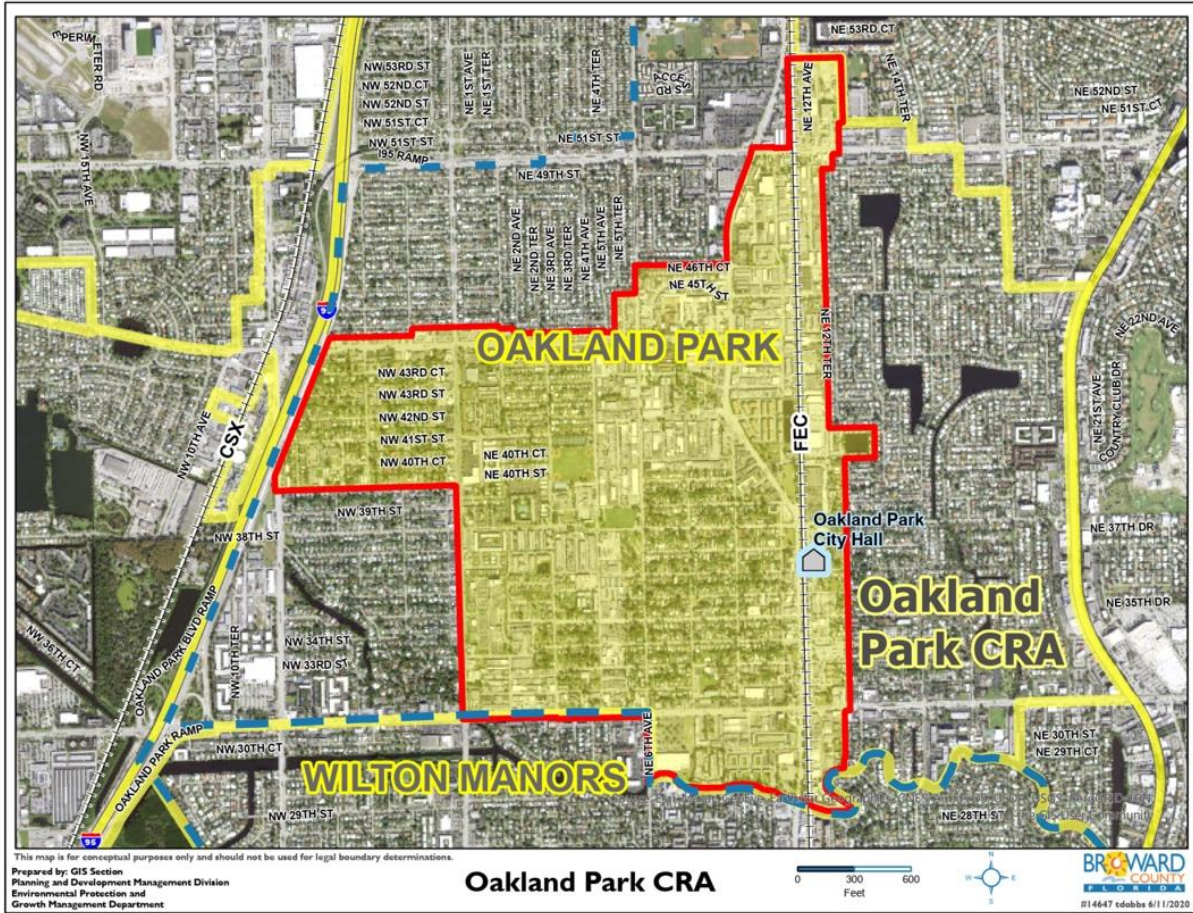 PERIMETER RD
NE 53RD CT
NW 53RD ST
NW 52ND CT
NW 52ND ST
NW 51ST CT
NW 51ST ST
I95 RAMP
NE 1ST AVE
NE 1ST TER
NE 4TH TER
ACCESS RD
NE 12TH AVE
NE 14TH TER
NE 52ND ST
NE 51ST CT
NW 15TH AVE
NE 51ST ST
NE 49TH ST
NE 2ND AVE
NE 2ND TER
NE 3RD AVE
NE 3RD TER
NE 4TH AVE
NE 5TH AVE
NE 5TH TER
NE 46TH CT
NE 45TH ST
OAKLAND PARK
NE 12TH TER
NE 22ND AVE
NE 21ST AVE
COUNTRY CLUB DR
NW 43RD CT
NW 43RD ST
NW 42ND ST
NW 41ST ST
NW 40TH CT
NE 40TH CT
NE 40TH ST
NW 10TH AVE
CSX
FEC
NW 39TH ST
NW 38TH ST
Oakland Park
City Hall
NE 37TH DR
Oakland
Park CRA
NE 35TH DR
NW 36TH CT
OAKLAND PARK BLVD RAMP
NW 10TH TER
NW 34TH ST
NW 33RD ST
OAKLAND PARK RAMP
NW 30TH CT
NE 6TH AVE
NE 30TH ST
NE 29TH CT
WILTON MANORS
NW 29TH ST
NE 28TH ST
95
This map is for conceptual purposes only and should not be used for legal boundary determinations.
Prepared by: GIS Section
Planning and Development Management Division
Environmental Protection and
Growth Management Department
Oakland Park CRA
0 300 600
Feet
N
W E
S
BROWARD
COUNTY
FLORIDA
#14647 tdobbs 6/11/2020